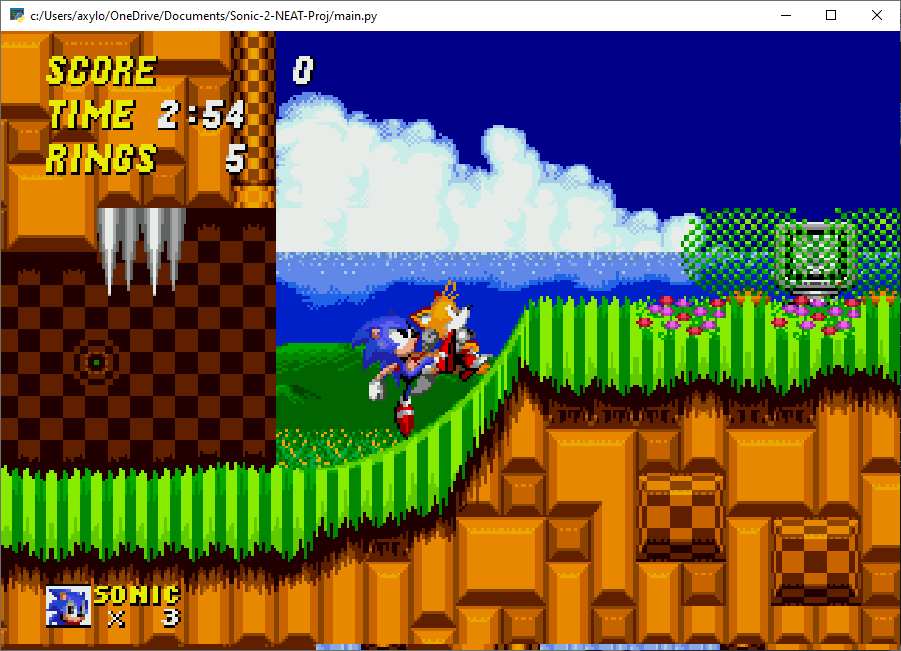 c:/Users/axylo/OneDrive/Documents/Sonic-2-NEAT-Proj/main.py
SCORE 0
TIME 2:54
RINGS 5
SONIC
X 3